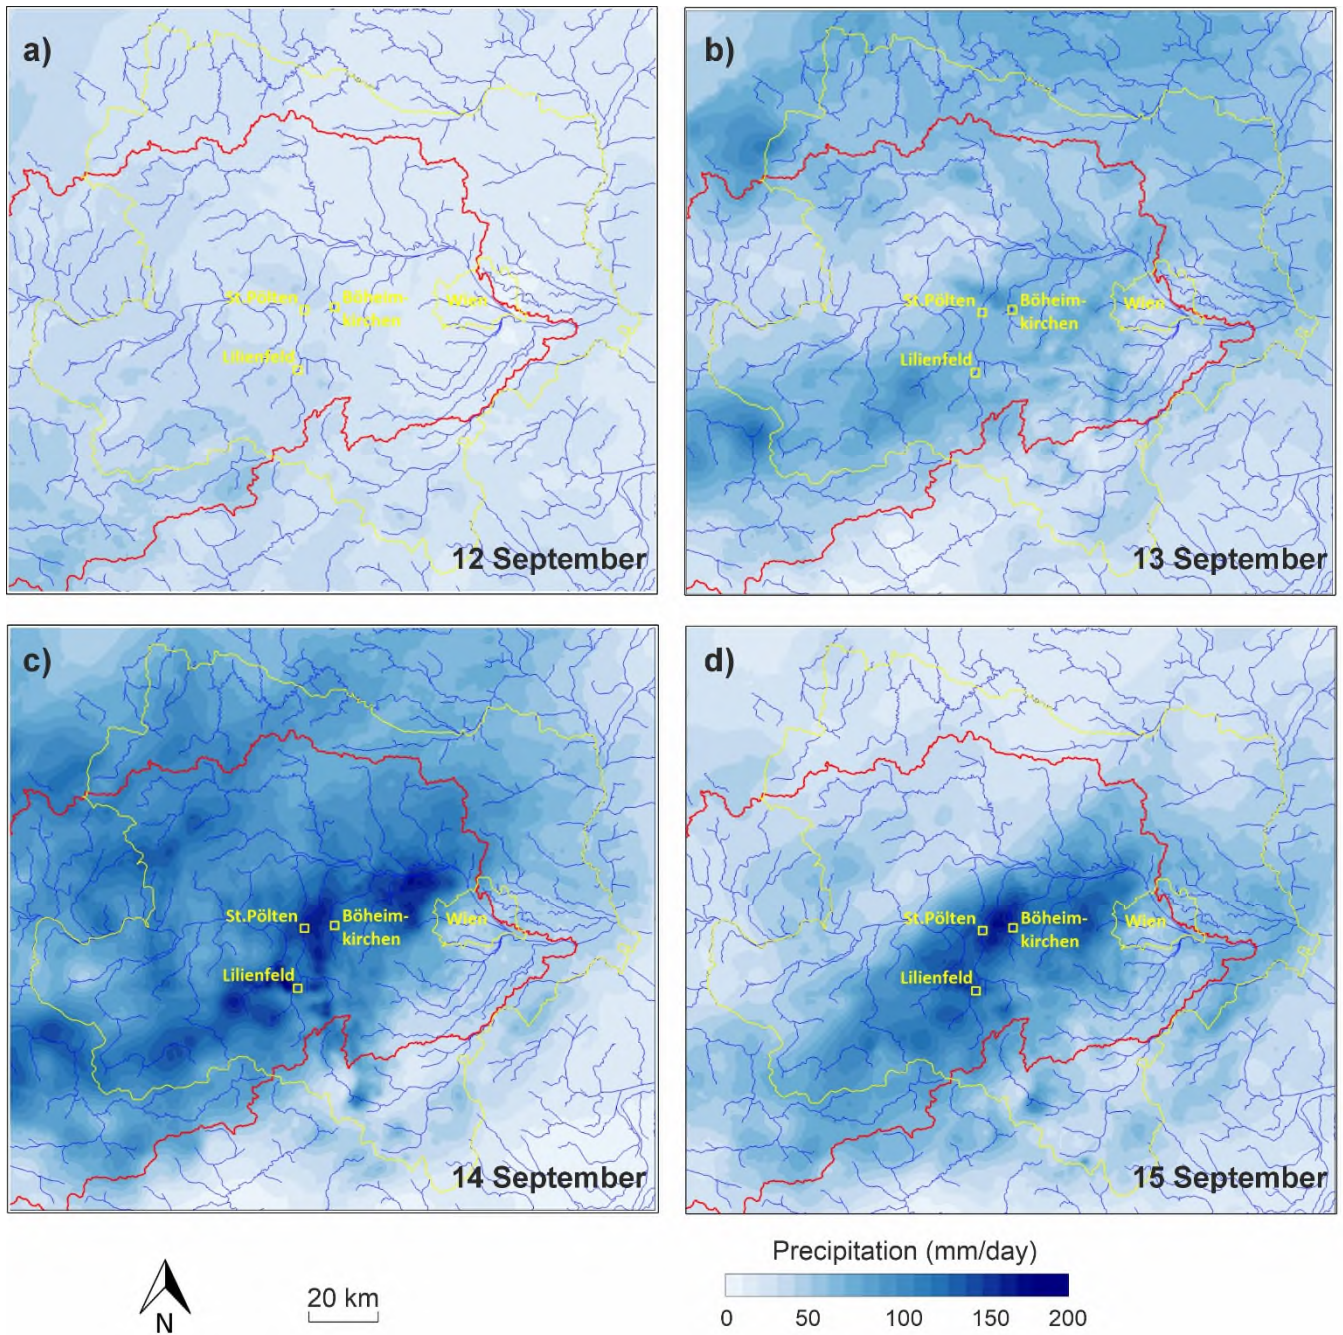 a)
St.Pölten
Böheim-
kirchen
Wien
Lilienfeld
12 September
b)
St.Pölten
Böheim-
kirchen
Wien
Lilienfeld
13 September
c)
St.Pölten
Böheim-
kirchen
Wien
Lilienfeld
14 September
d)
St.Pölten
Böheim-
kirchen
Wien
Lilienfeld
15 September
N
20 km
Precipitation (mm/day)
0 50 100 150 200